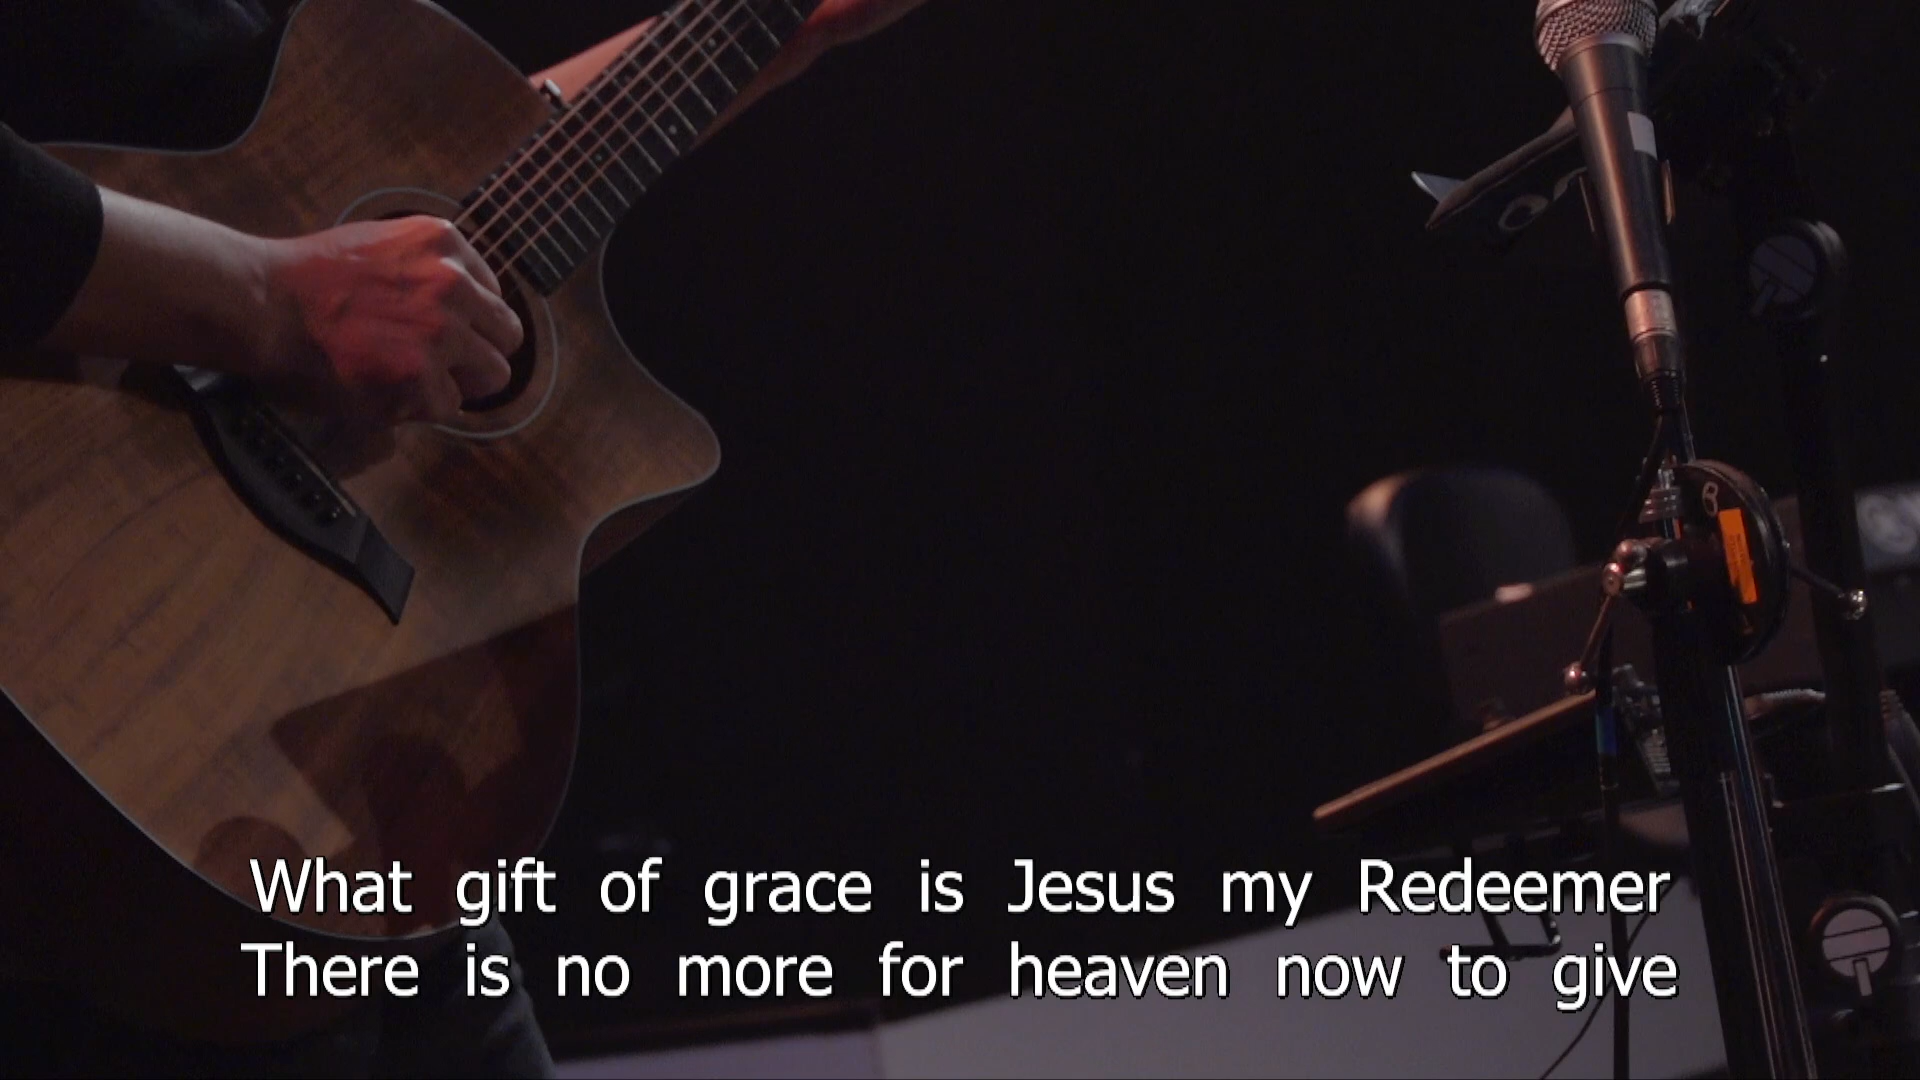 What gift of grace is Jesus my Redeemer
There is no more for heaven now to give